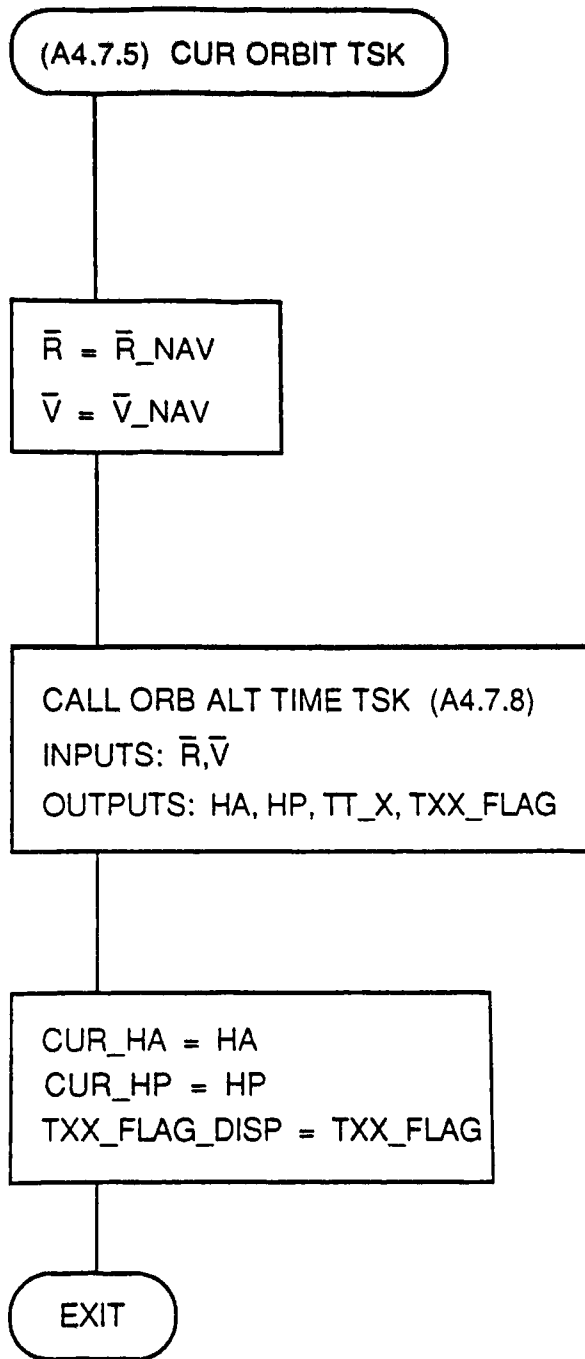 (A4.7.5) CUR ORBIT TSK
R̅ = R̅_NAV
V̅ = V̅_NAV
CALL ORB ALT TIME TSK (A4.7.8)
INPUTS: R̅,V̅
OUTPUTS: HA, HP, TT_X, TXX_FLAG
CUR_HA = HA
CUR_HP = HP
TXX_FLAG_DISP = TXX_FLAG
EXIT